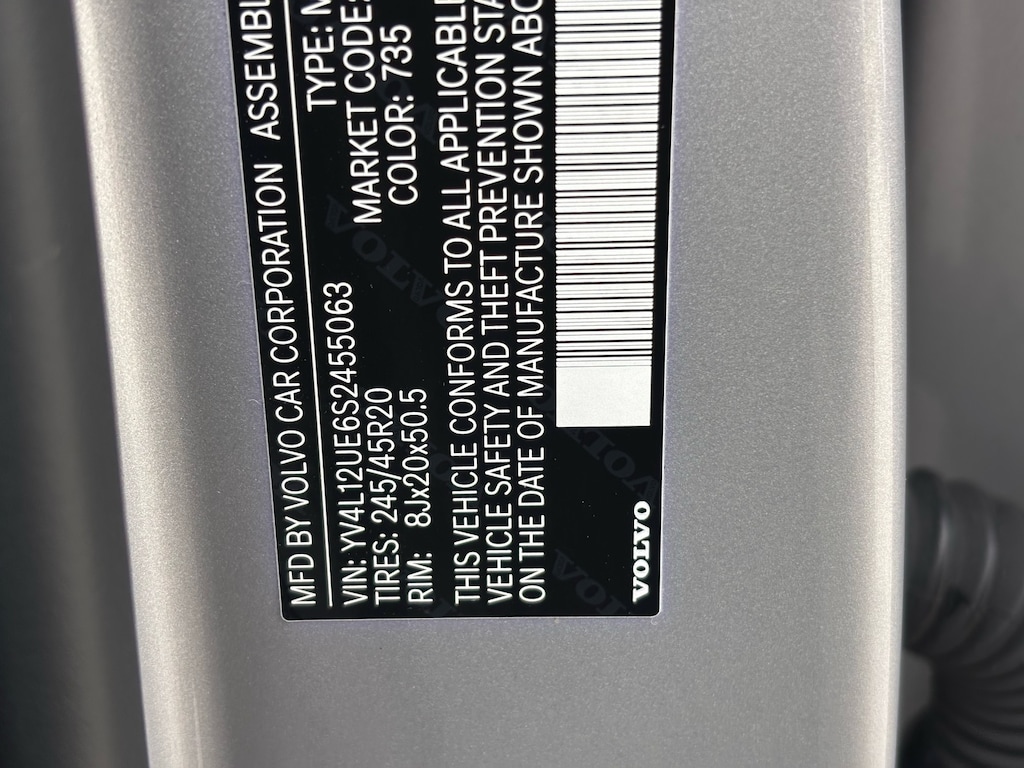 MFD BY VOLVO CAR CORPORATION
VIN: YV4L12UE6S2455063
TIRES: 245/45R20
RIM: 8Jx20x50.5
TYPE:
MARKET CODE:
COLOR: 735
THIS VEHICLE CONFORMS TO ALL APPLICABLE
VEHICLE SAFETY AND THEFT PREVENTION
ON THE DATE OF MANUFACTURE SHOWN
VOLVO